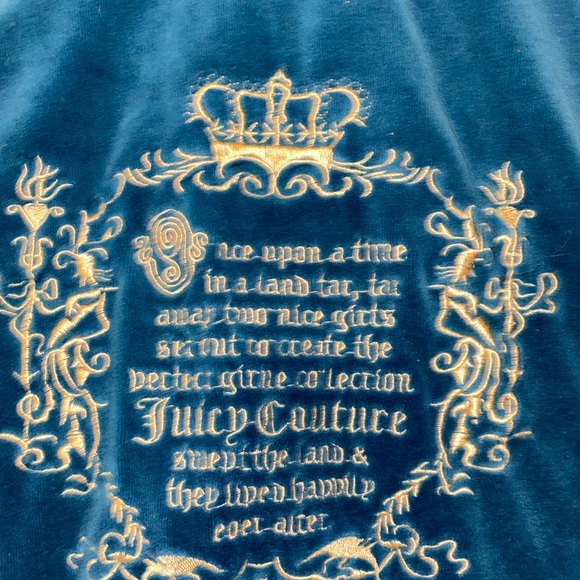 Once upon a time
in a land far, far
away two nice girls
set out to create the
perfect girlie collection
Juicy Couture
swept the land &
they lived happily
ever after